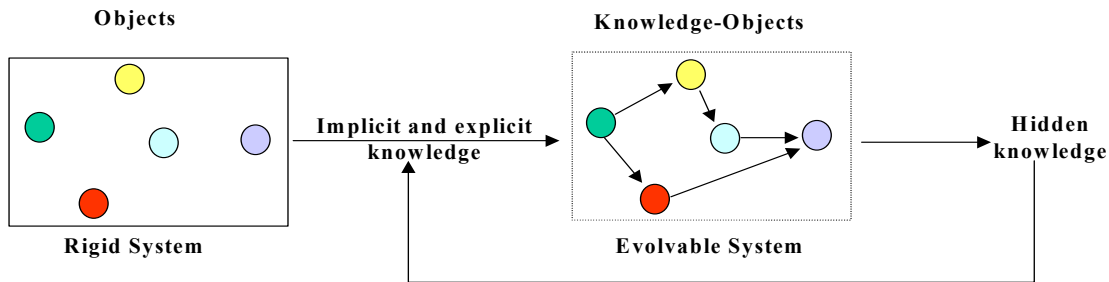 Objects
Knowledge-Objects
Implicit and explicit
knowledge
Hidden
knowledge
Rigid System
Evolvable System